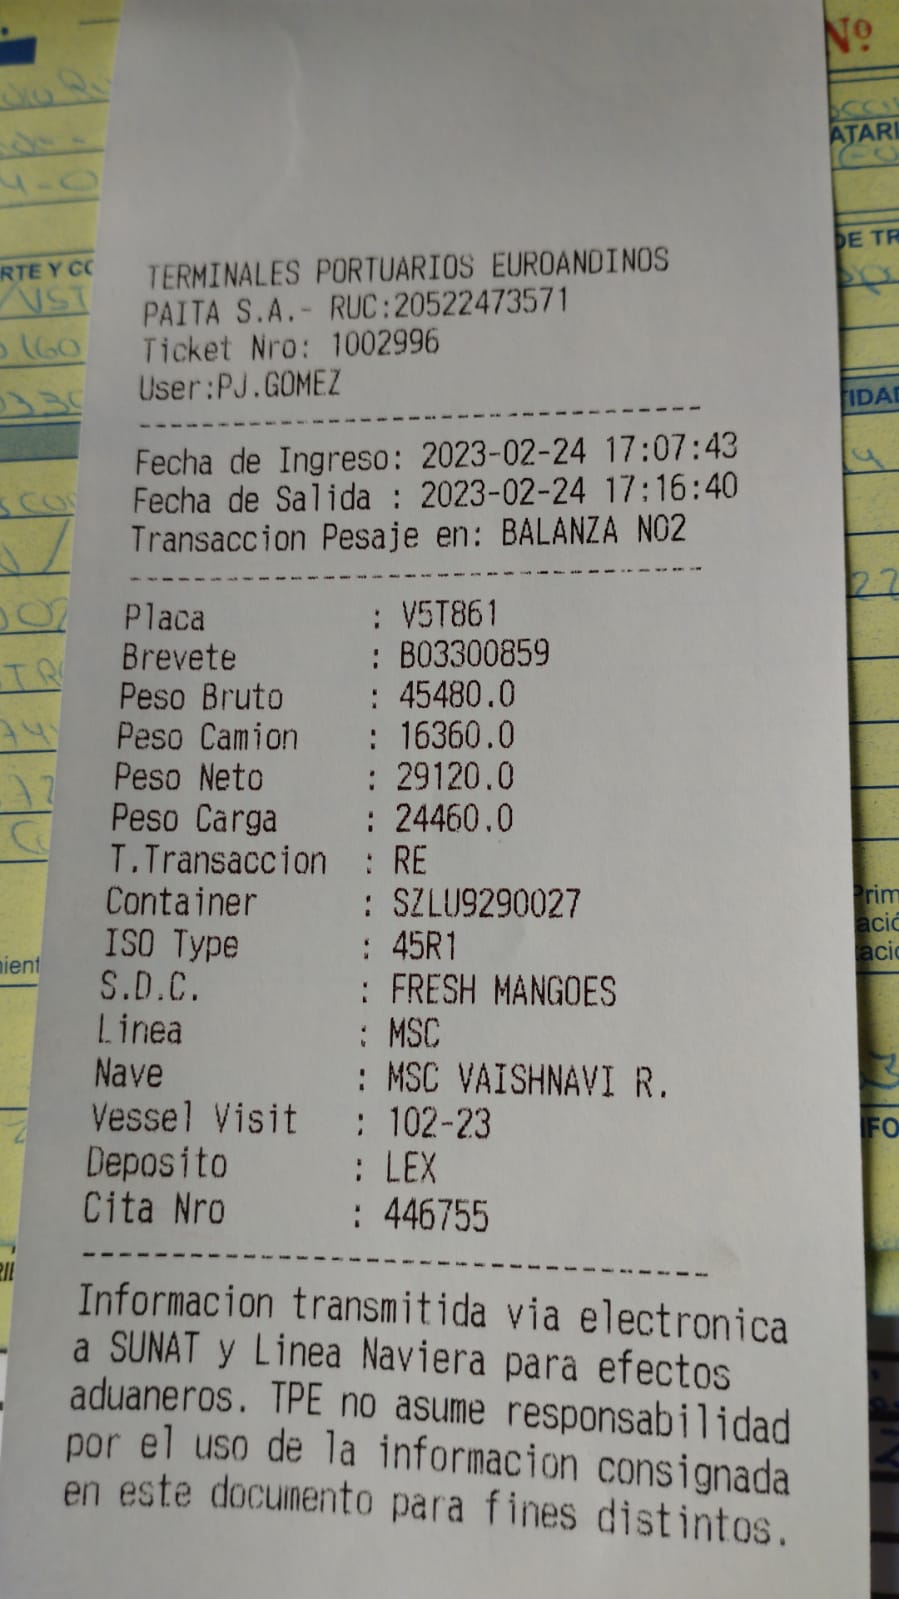 TERMINALES PORTUARIOS EUROANDINOS
PAITA S.A.- RUC:20522473571
Ticket Nro: 1002996
User:PJ.GOMEZ
Fecha de Ingreso: 2023-02-24 17:07:43
Fecha de Salida : 2023-02-24 17:16:40
Transaccion Pesaje en: BALANZA NO2
Placa : V5T861
Brevete : B03300859
Peso Bruto : 45480.0
Peso Camion : 16360.0
Peso Neto : 29120.0
Peso Carga : 24460.0
T.Transaccion : RE
Container : SZLU9290027
ISO Type : 45R1
S.D.C. : FRESH MANGOES
Linea : MSC
Nave : MSC VAISHNAVI R.
Vessel Visit : 102-23
Deposito : LEX
Cita Nro : 446755
Informacion transmitida via electronica
a SUNAT y Linea Naviera para efectos
aduaneros. TPE no asume responsabilidad
por el uso de la informacion consignada
en este documento para fines distintos.
Nº